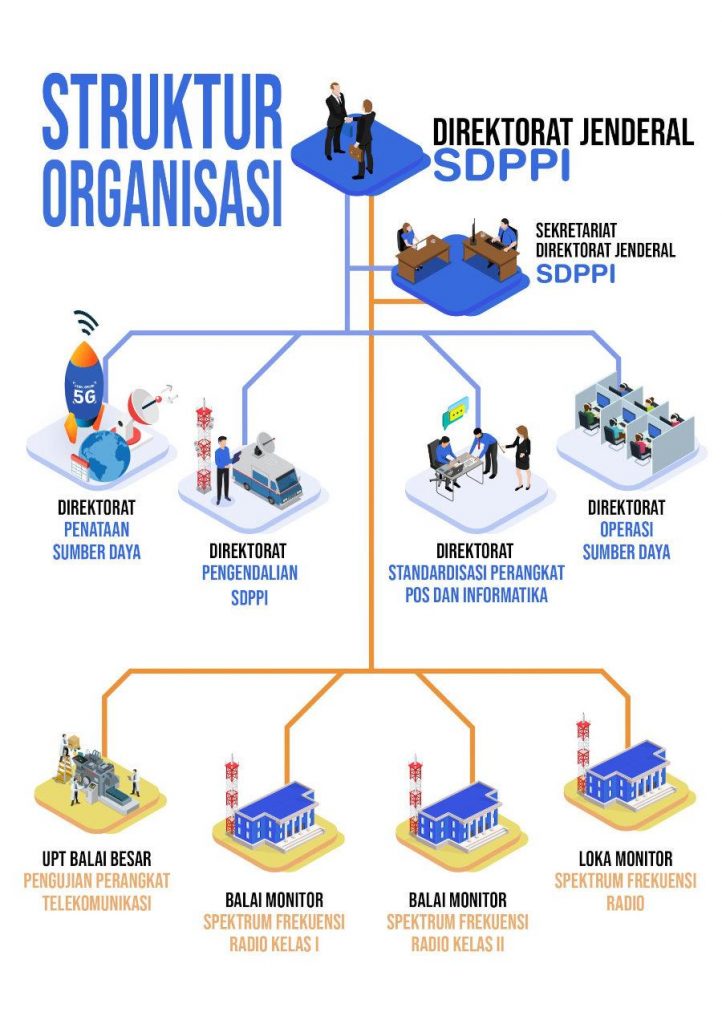 STRUKTUR
ORGANISASI
DIREKTORAT JENDERAL
SDPPI
SEKRETARIAT
DIREKTORAT JENDERAL
SDPPI
5G
DIREKTORAT
PENATAAN
SUMBER DAYA
DIREKTORAT
PENGENDALIAN
SDPPI
DIREKTORAT
STANDARDISASI PERANGKAT
POS DAN INFORMATIKA
DIREKTORAT
OPERASI
SUMBER DAYA
UPT BALAI BESAR
PENGUJIAN PERANGKAT
TELEKOMUNIKASI
BALAI MONITOR
SPEKTRUM FREKUENSI
RADIO KELAS I
BALAI MONITOR
SPEKTRUM FREKUENSI
RADIO KELAS II
LOKA MONITOR
SPEKTRUM FREKUENSI
RADIO